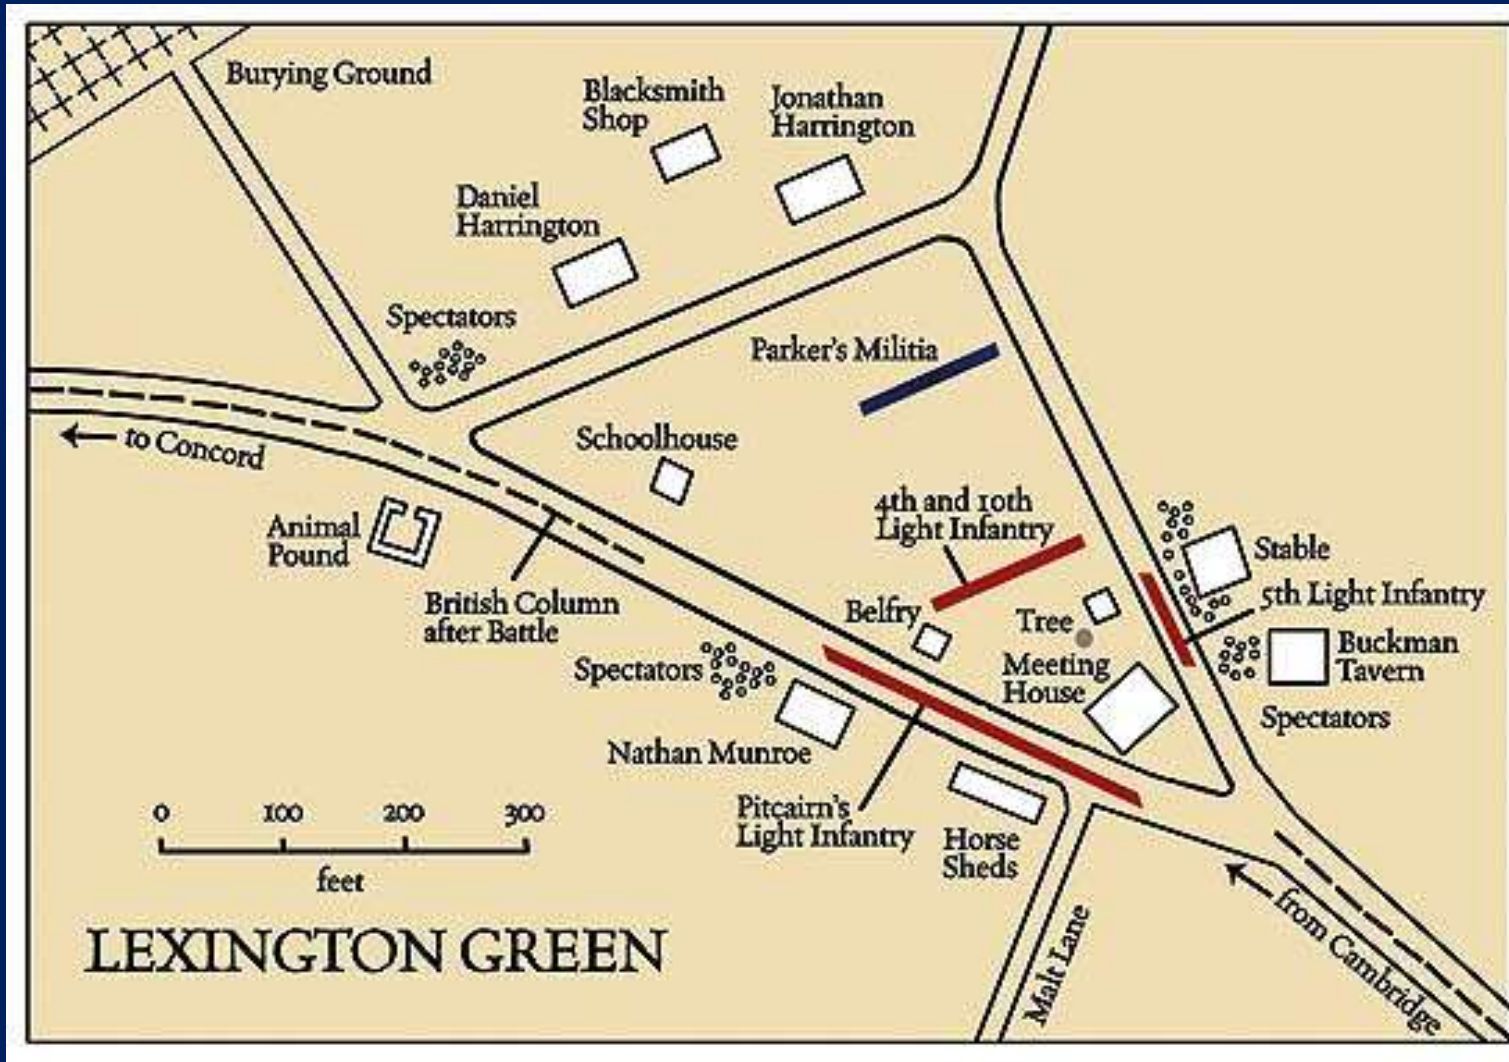 Burying Ground
Blacksmith
Shop
Jonathan
Harrington
Daniel
Harrington
Spectators
Parker's Militia
to Concord
Schoolhouse
Animal
Pound
4th and 10th
Light Infantry
Stable
5th Light Infantry
British Column
after Battle
Belfry
Tree
Buckman
Tavern
Spectators
Meeting
House
Spectators
Nathan Munroe
Pitcairn's
Light Infantry
Horse
Sheds
0 100 200 300
feet
from Cambridge
Malt Lane
LEXINGTON GREEN